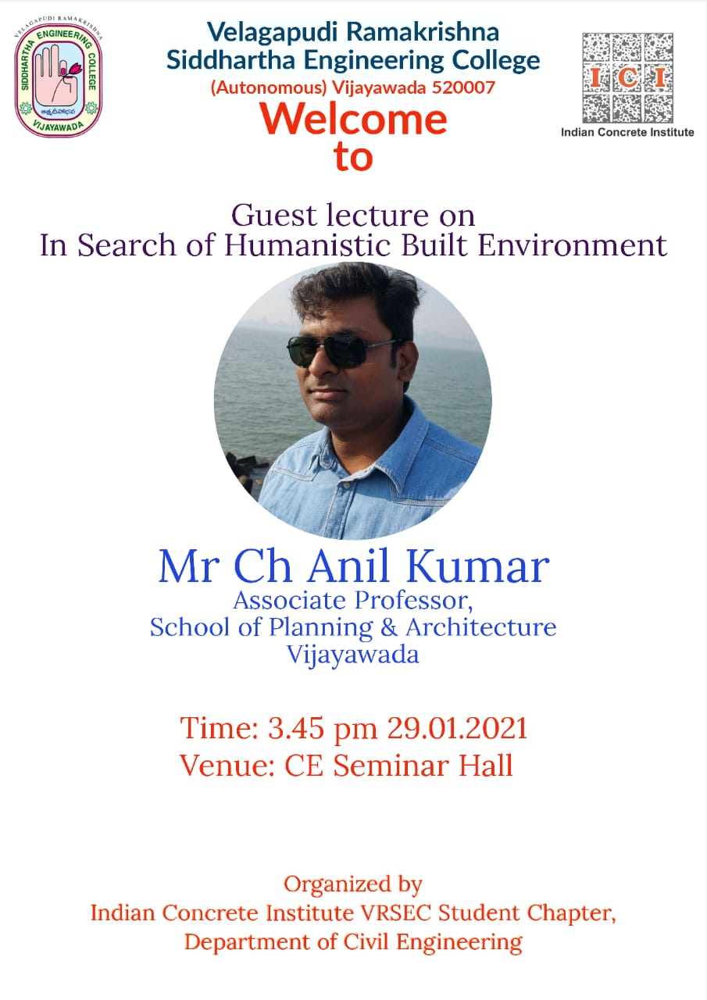 VELAGAPUDI RAMAKRISHNA
SIDDHARTHA ENGINEERING COLLEGE
VIJAYAWADA
Velagapudi Ramakrishna
Siddhartha Engineering College
(Autonomous) Vijayawada 520007
Welcome
to
I C I
Indian Concrete Institute
Guest lecture on
In Search of Humanistic Built Environment
Mr Ch Anil Kumar
Associate Professor,
School of Planning & Architecture
Vijayawada
Time: 3.45 pm 29.01.2021
Venue: CE Seminar Hall
Organized by
Indian Concrete Institute VRSEC Student Chapter,
Department of Civil Engineering